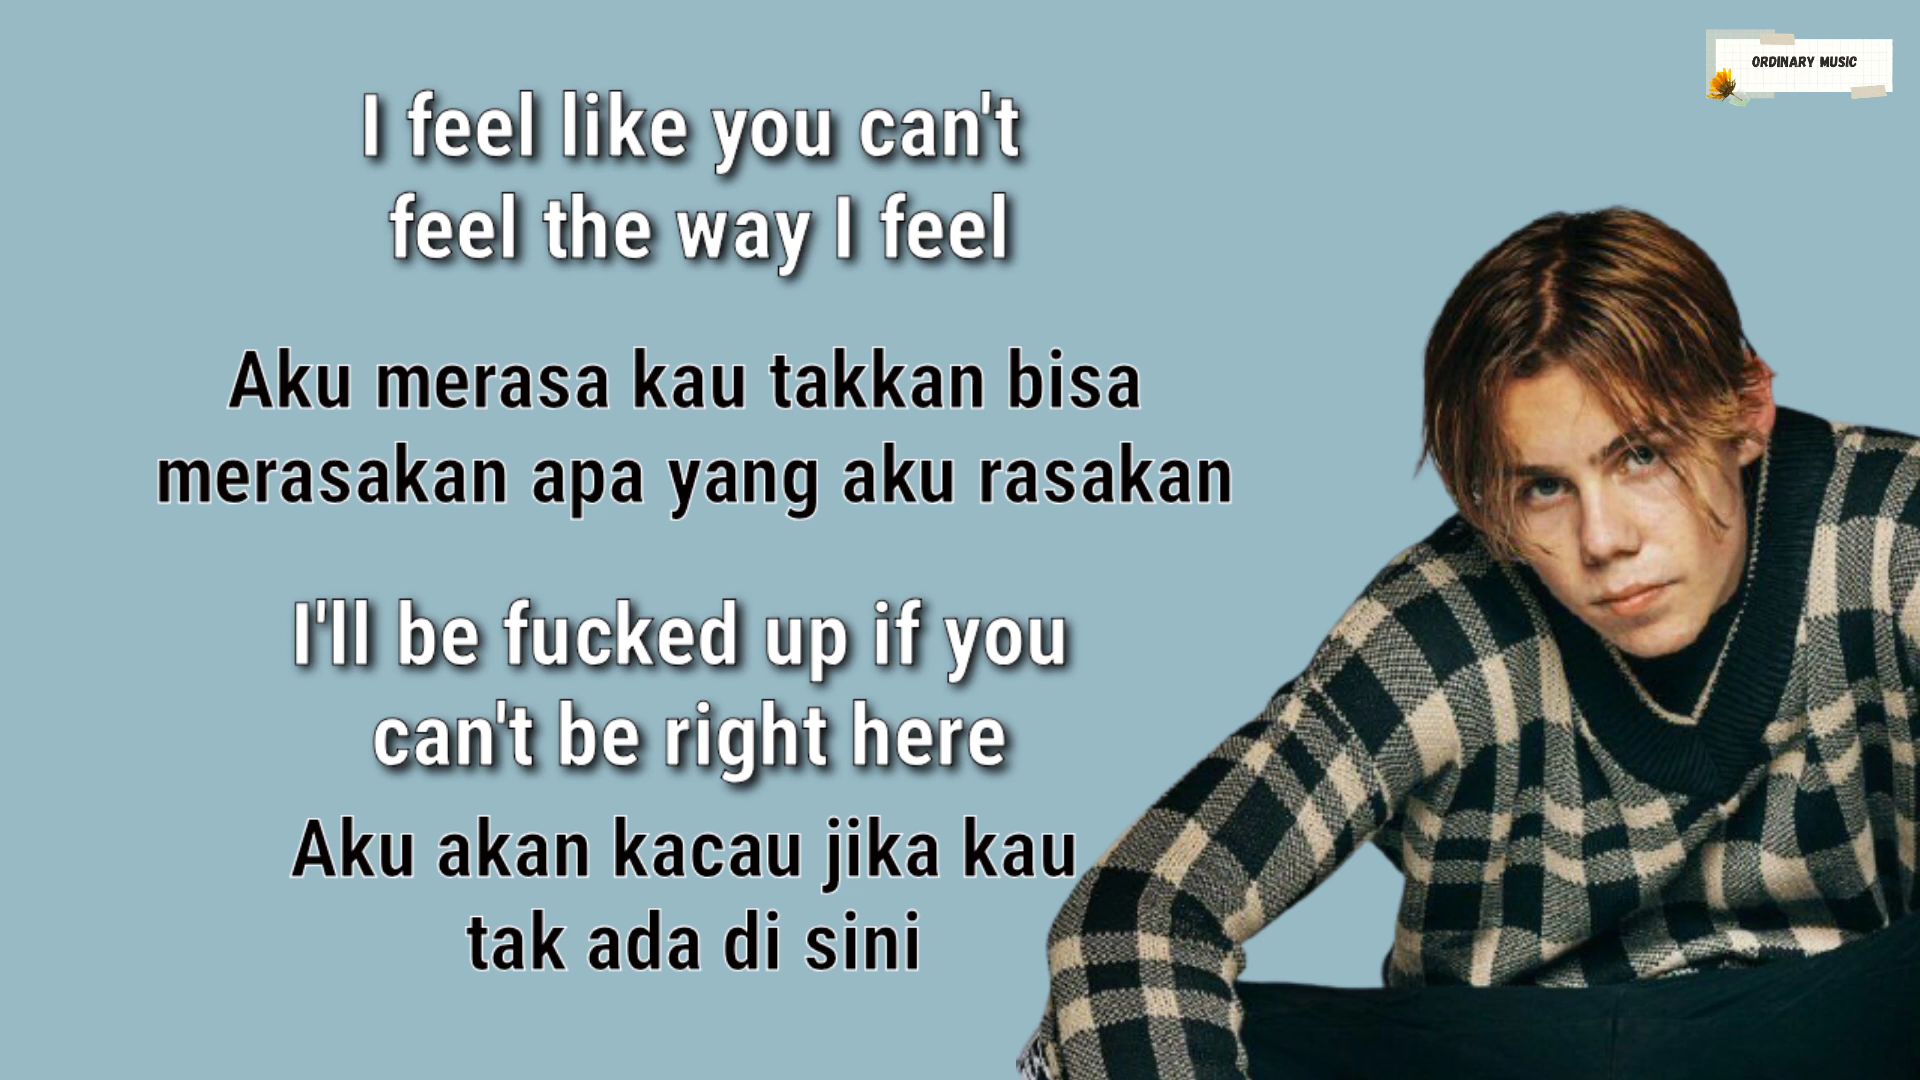 ORDINARY MUSIC
I feel like you can't
feel the way I feel
Aku merasa kau takkan bisa
merasakan apa yang aku rasakan
I'll be fucked up if you
can't be right here
Aku akan kacau jika kau
tak ada di sini